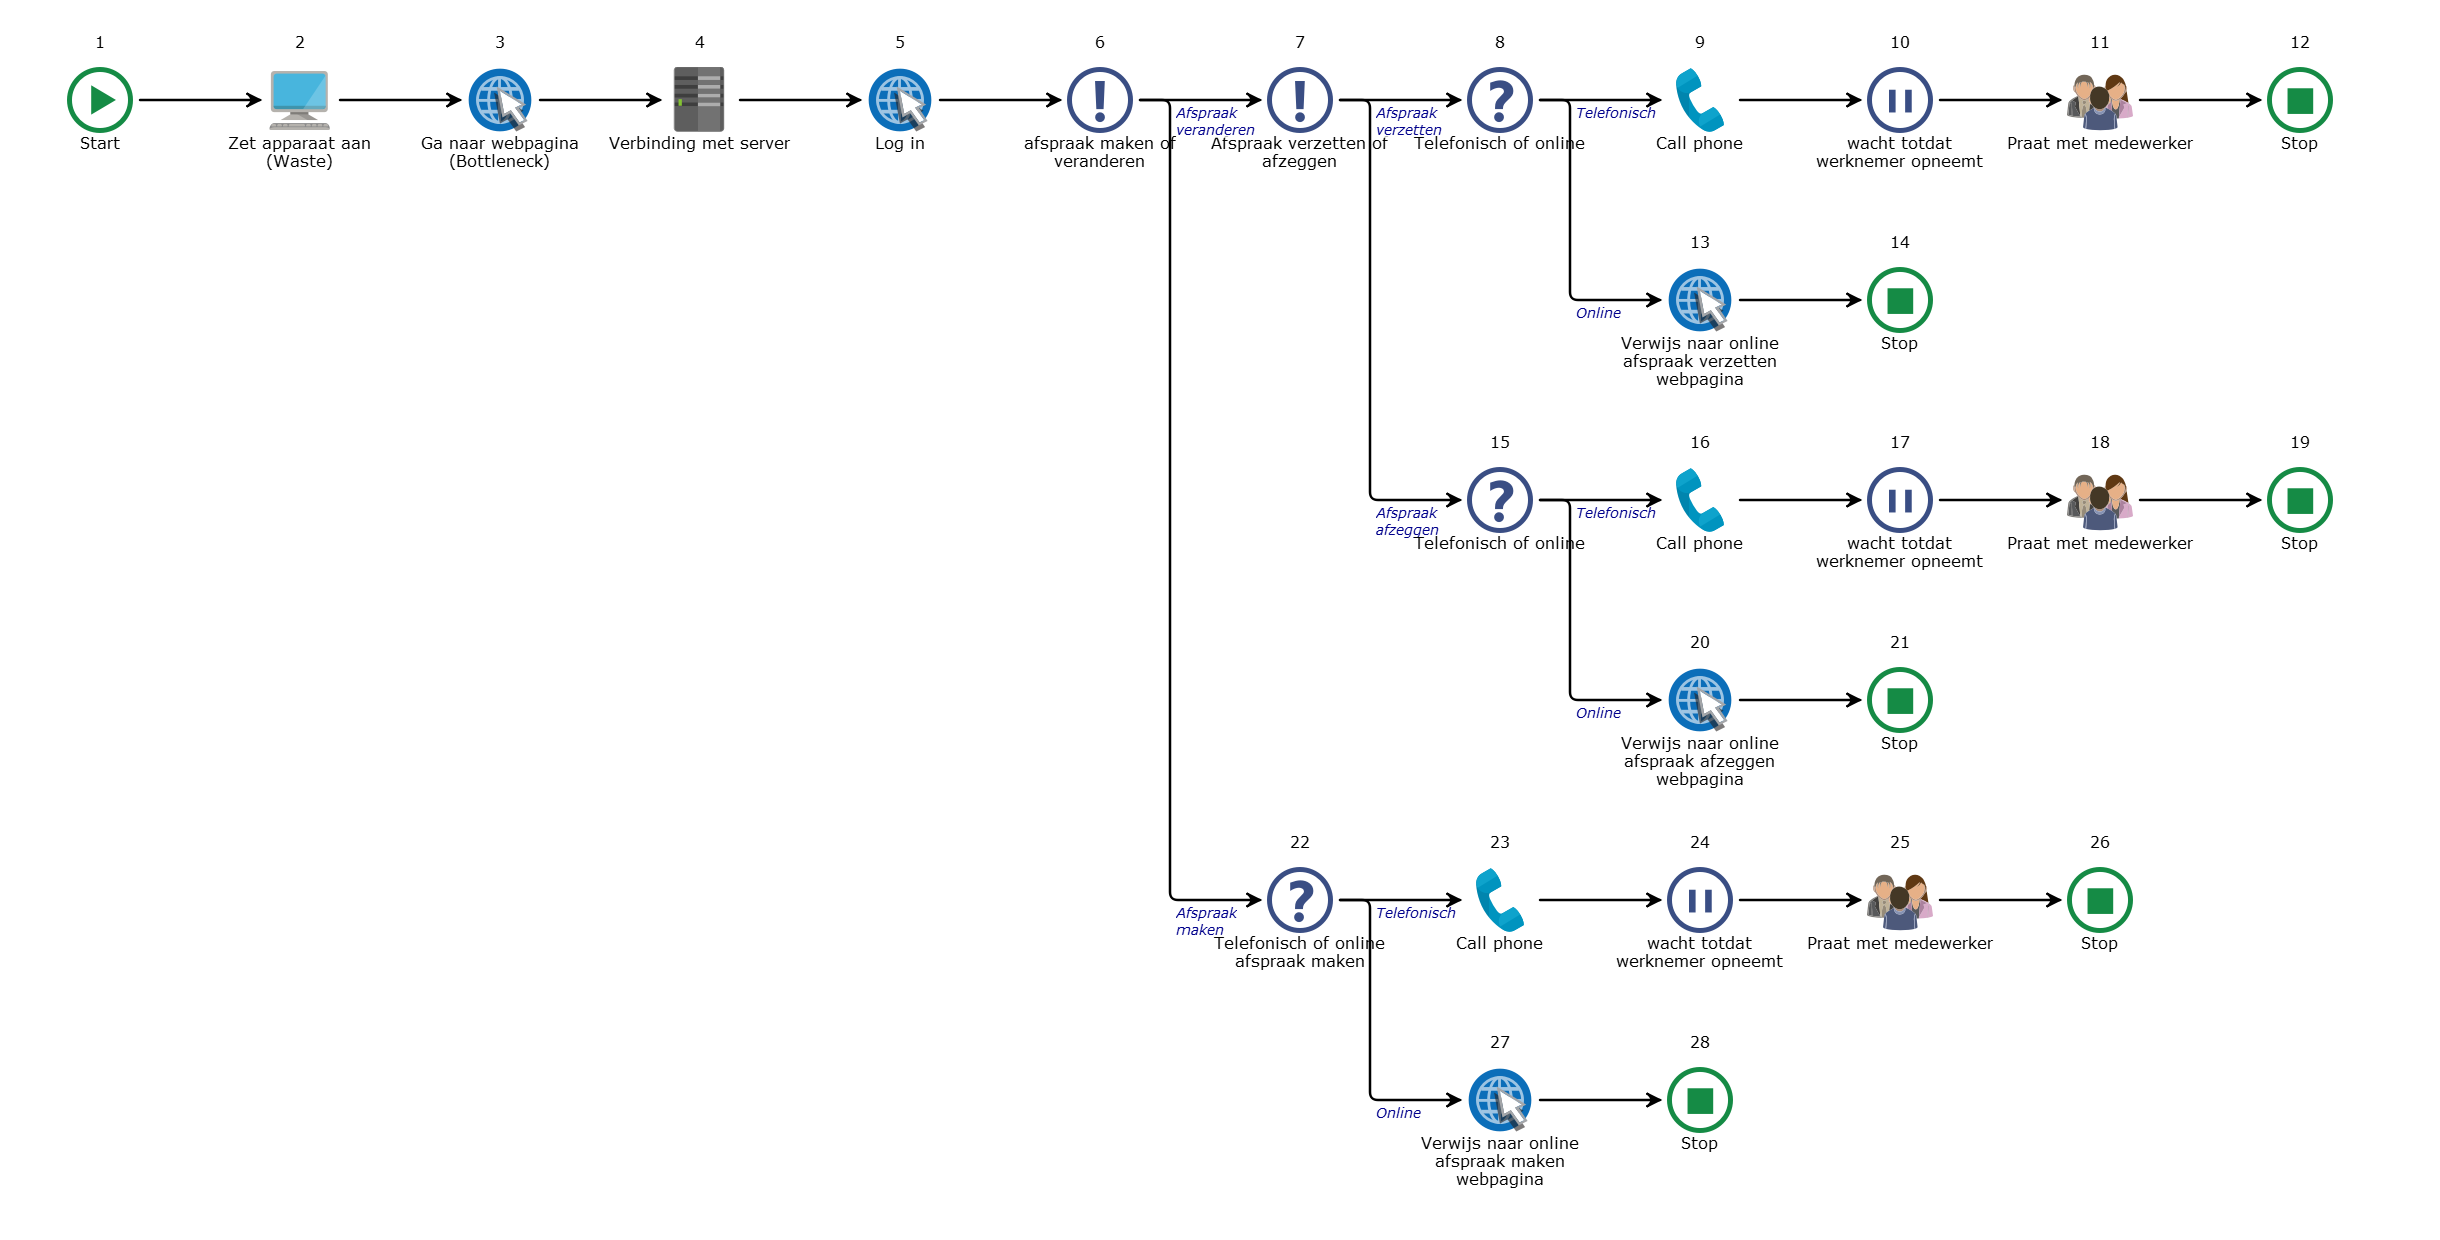 1
2
3
4
5
6
7
8
9
10
11
12
Start
Zet apparaat aan
(Waste)
Ga naar webpagina
(Bottleneck)
Verbinding met server
Log in
afspraak maken of
veranderen
Afspraak
veranderen
Afspraak verzetten of
afzeggen
Afspraak
verzetten
Telefonisch of online
Telefonisch
Call phone
wacht totdat
werknemer opneemt
Praat met medewerker
Stop
13
14
Online
Verwijs naar online
afspraak verzetten
webpagina
Stop
15
16
17
18
19
Afspraak
afzeggen
Telefonisch of online
Telefonisch
Call phone
wacht totdat
werknemer opneemt
Praat met medewerker
Stop
20
21
Online
Verwijs naar online
afspraak afzeggen
webpagina
Stop
22
23
24
25
26
Afspraak
maken
Telefonisch of online
afspraak maken
Telefonisch
Call phone
wacht totdat
werknemer opneemt
Praat met medewerker
Stop
27
28
Online
Verwijs naar online
afspraak maken
webpagina
Stop